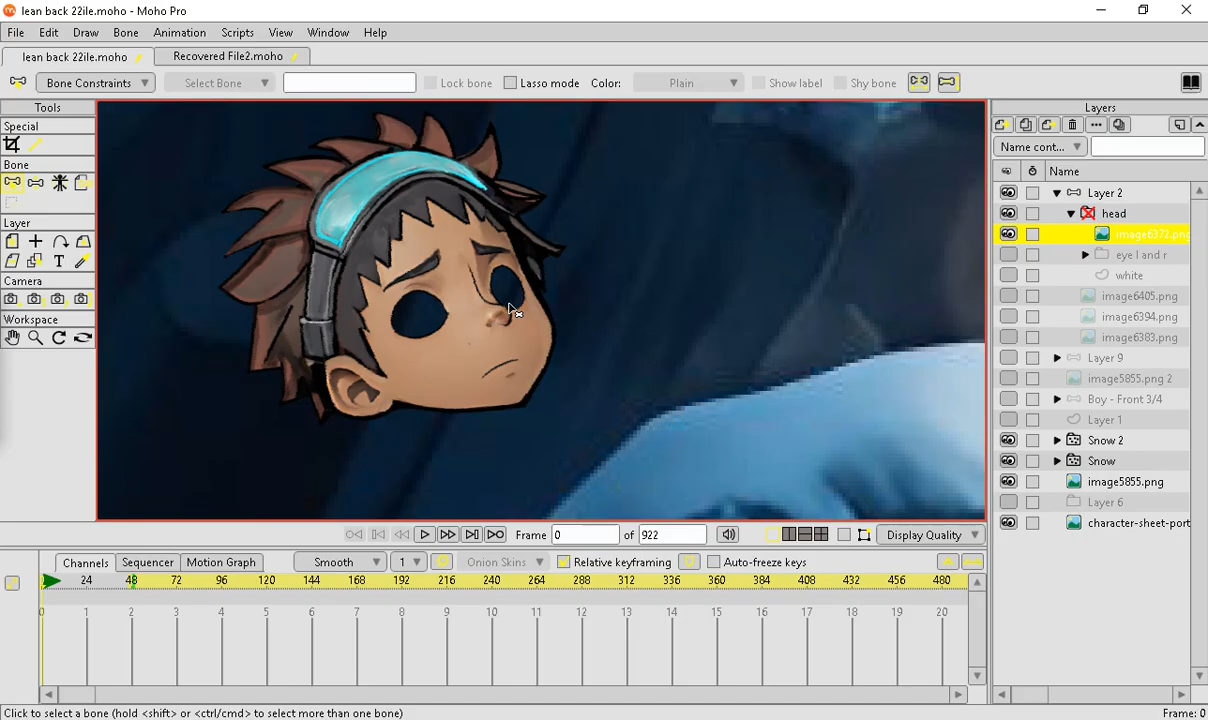 lean back 22ile.moho - Moho Pro
File Edit Draw Bone Animation Scripts View Window Help
lean back 22ile.moho Recovered File2.moho
Bone Constraints Select Bone Lock bone Lasso mode Color: Plain Show label Shy bone
Tools
Special
Bone
Layer
Camera
Workspace
Layers
Name cont...
Name
Layer 2
head
image6372.png
eye l and r
white
image6405.png
image6394.png
image6383.png
Layer 9
image5855.png 2
Boy - Front 3/4
Layer 1
Snow 2
Snow
image5855.png
Layer 6
character-sheet-port
Frame 0 of 922 Display Quality
Channels Sequencer Motion Graph Smooth 1 Onion Skins Relative keyframing Auto-freeze keys
24 48 72 96 120 144 168 192 216 240 264 288 312 336 360 384 408 432 456 480
0 1 2 3 4 5 6 7 8 9 10 11 12 13 14 15 16 17 18 19 20
Click to select a bone (hold <shift> or <ctrl/cmd> to select more than one bone) Frame: 0